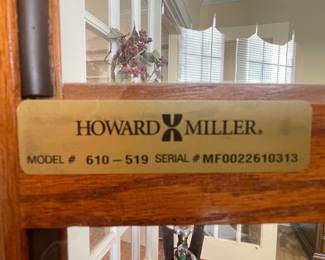 HOWARD MILLER®
MODEL # 610-519 SERIAL # MF0022610313